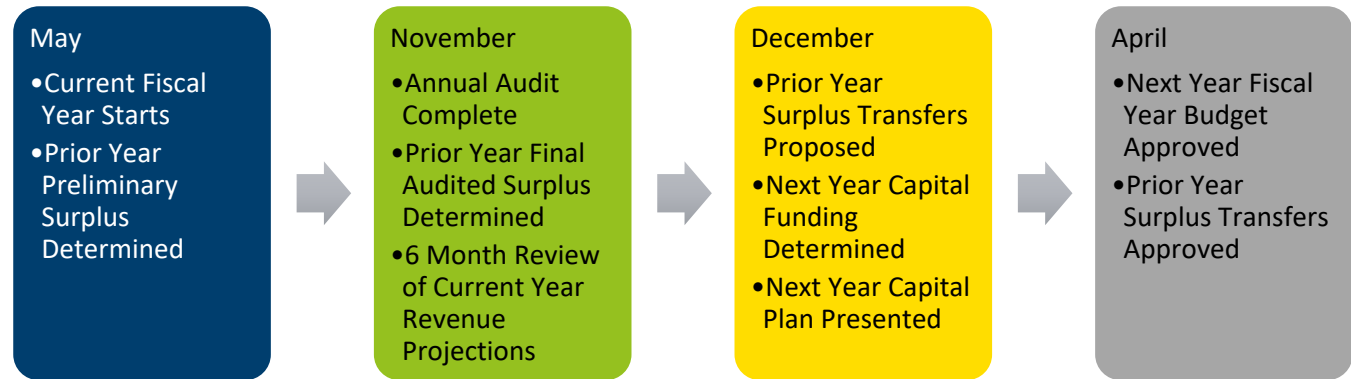 May
•Current Fiscal
Year Starts
•Prior Year
Preliminary
Surplus
Determined
November
•Annual Audit
Complete
•Prior Year Final
Audited Surplus
Determined
•6 Month Review
of Current Year
Revenue
Projections
December
•Prior Year
Surplus Transfers
Proposed
•Next Year Capital
Funding
Determined
•Next Year Capital
Plan Presented
April
•Next Year Fiscal
Year Budget
Approved
•Prior Year
Surplus Transfers
Approved